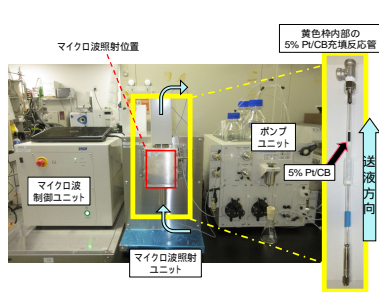 マイクロ波照射位置
黄色枠内部の
5% Pt/CB充填反応管
ポンプ
ユニット
5% Pt/CB
送液方向
マイクロ波
制御ユニット
マイクロ波照射
ユニット